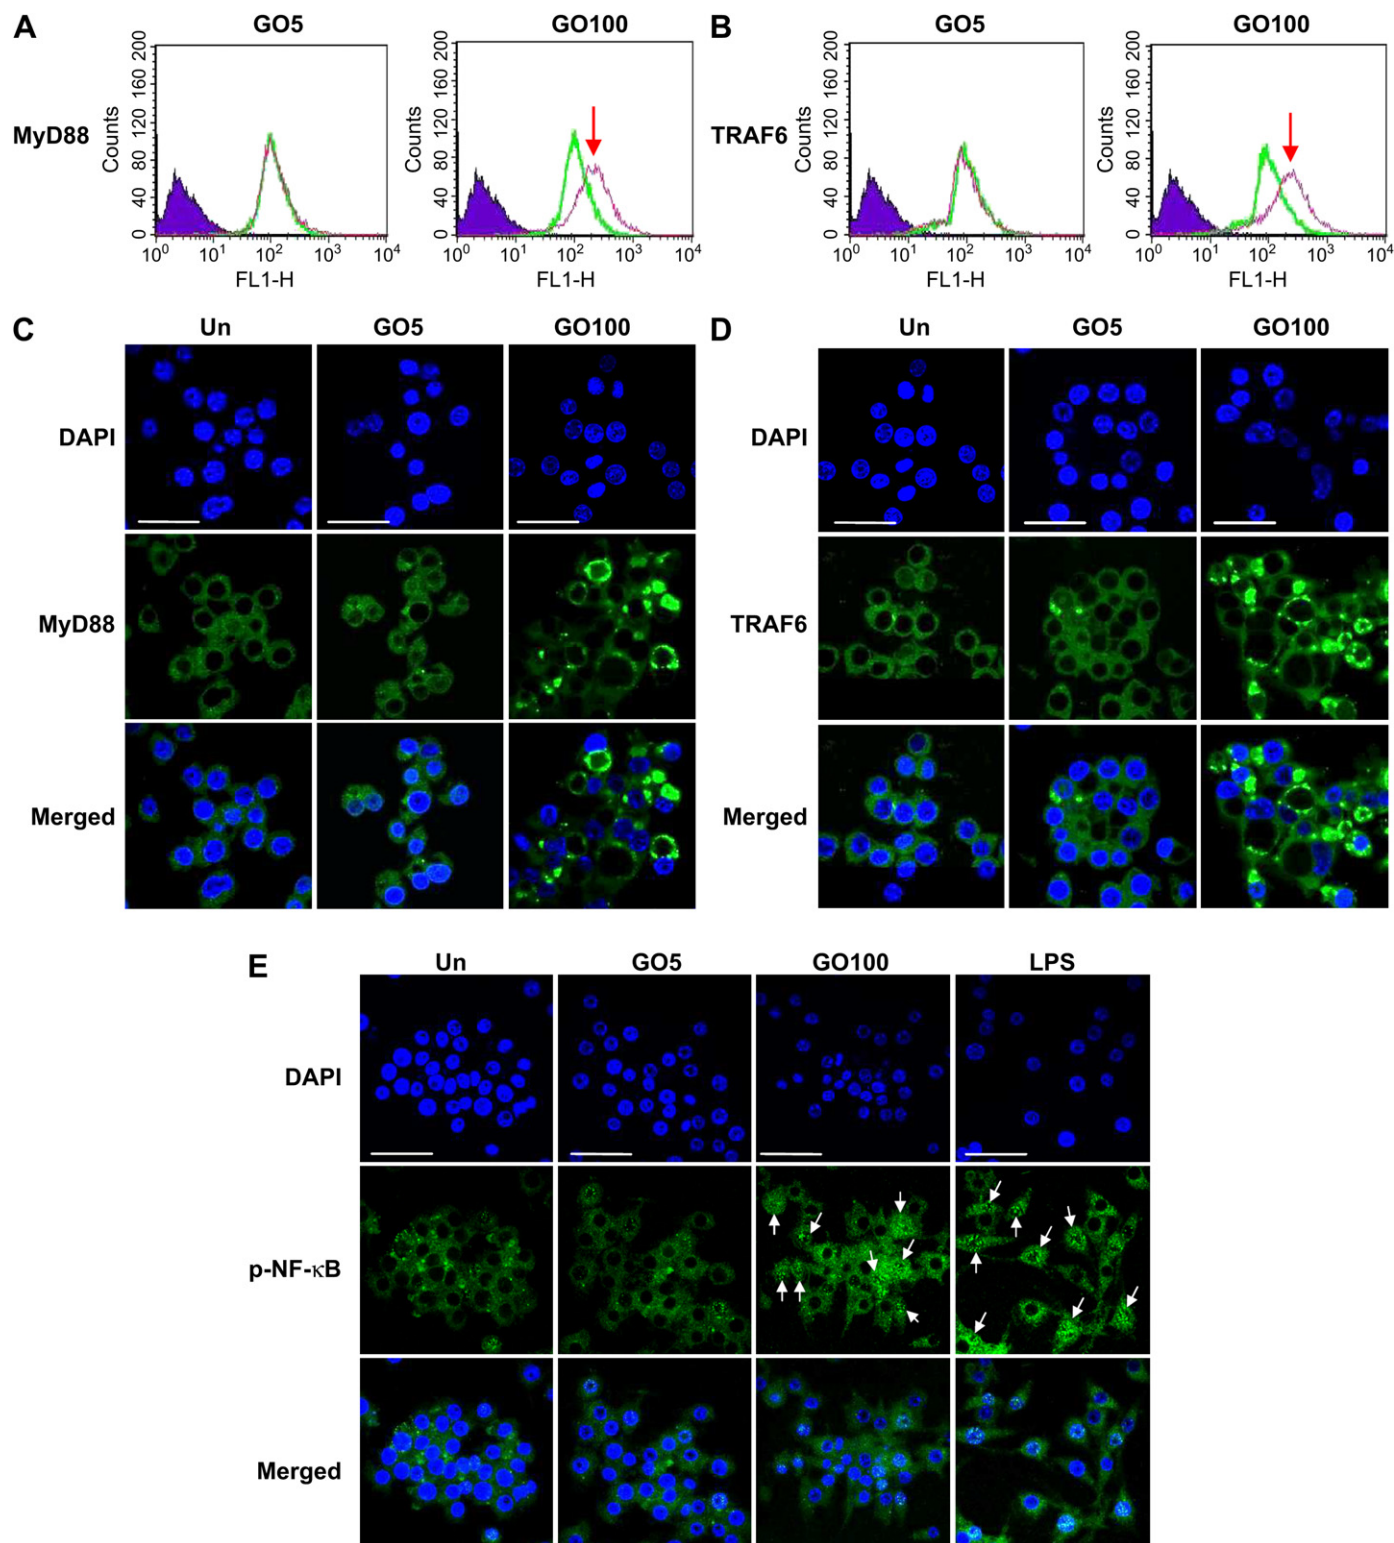 A GO5 GO100 B GO5 GO100
MyD88
Counts
200
160
120
80
40
0
10^0 10^1 10^2 10^3 10^4
FL1-H
Counts
200
160
120
80
40
0
10^0 10^1 10^2 10^3 10^4
FL1-H
TRAF6
Counts
200
160
120
80
40
0
10^0 10^1 10^2 10^3 10^4
FL1-H
Counts
200
160
120
80
40
0
10^0 10^1 10^2 10^3 10^4
FL1-H
C Un GO5 GO100
DAPI
MyD88
Merged
D Un GO5 GO100
DAPI
TRAF6
Merged
E Un GO5 GO100 LPS
DAPI
p-NF-κB
Merged